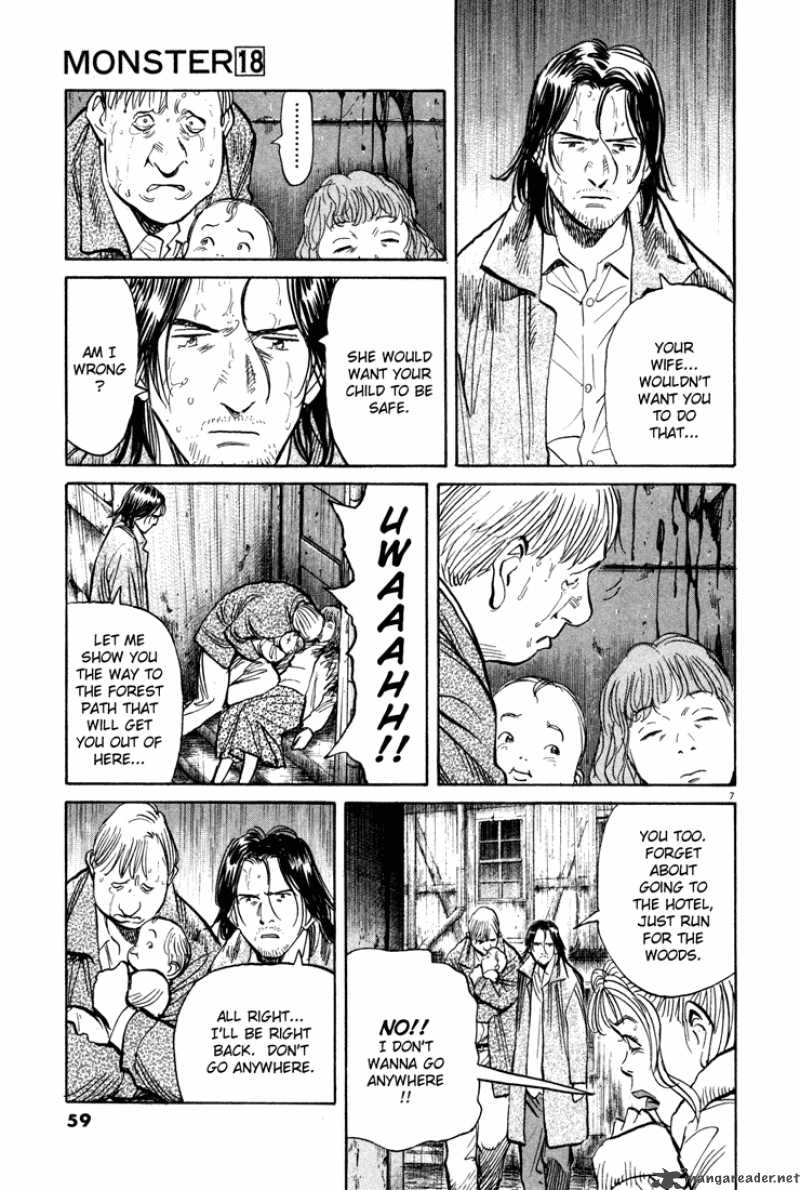 MONSTER 18
YOUR
WIFE...
WOULDN'T
WANT YOU
TO DO
THAT...
........
SHE WOULD
WANT YOUR
CHILD TO BE
SAFE.
AM I
WRONG
?
7
UWAAAHH!!
LET ME
SHOW YOU
THE WAY TO
THE FOREST
PATH THAT
WILL GET
YOU OUT OF
HERE...
YOU TOO.
FORGET
ABOUT
GOING TO
THE HOTEL,
JUST RUN
FOR THE
WOODS.
NO!!
I DON'T
WANNA GO
ANYWHERE
!!
ALL RIGHT...
I'LL BE RIGHT
BACK. DON'T
GO ANYWHERE.
59
mangareader.net